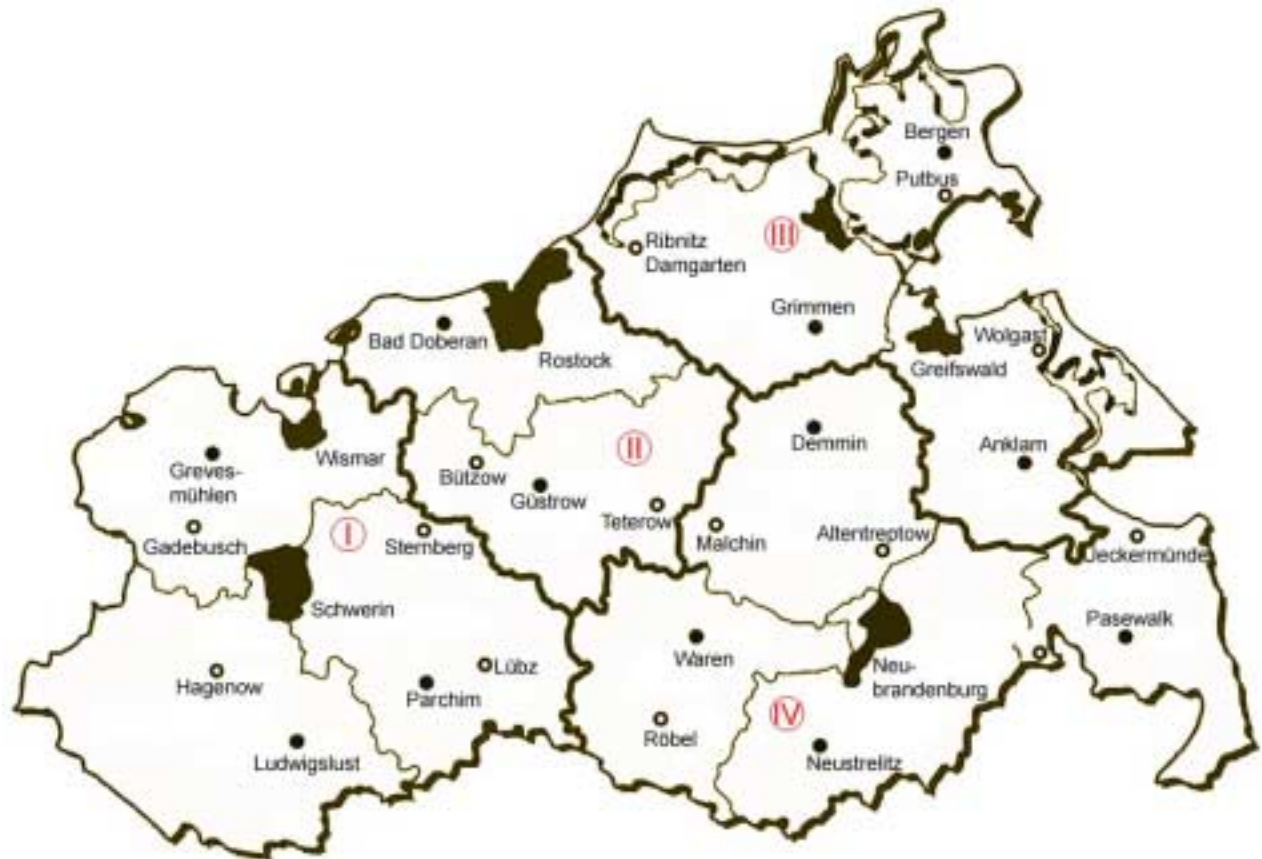 Bergen
Putbus
III
Ribnitz
Damgarten
Grimmen
Wolgast
Bad Doberan
Rostock
Greifswald
Demmin
Wismar
II
Anklam
Greves-
mühlen
Bützow
Güstrow
Teterow
I
Malchin
Altentreptow
Gadebusch
Sternberg
Ueckermünde
Schwerin
Pasewalk
Waren
Lübz
Neu-
brandenburg
Hagenow
Parchim
IV
Röbel
Ludwigslust
Neustrelitz